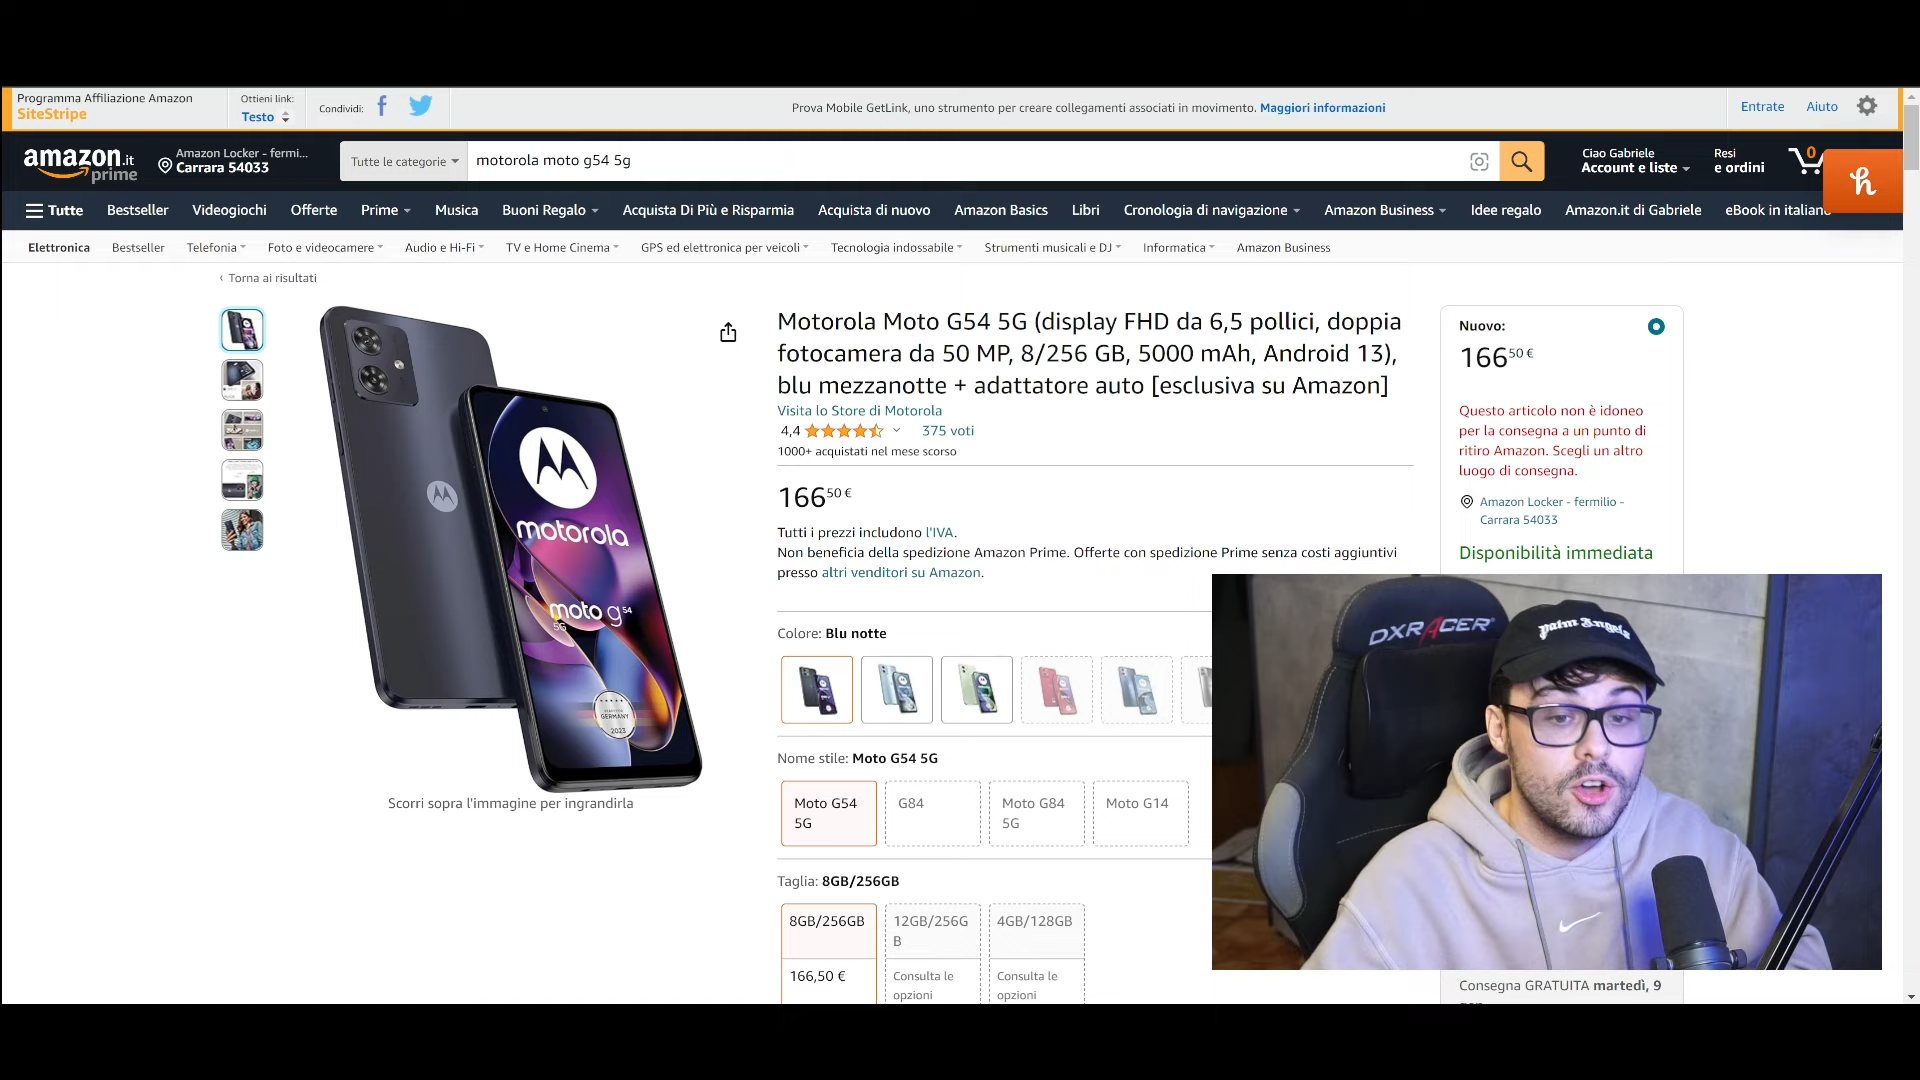 Programma Affiliazione Amazon
SiteStripe
Ottieni link:
Testo
Condividi:
Prova Mobile GetLink, uno strumento per creare collegamenti associati in movimento. Maggiori informazioni
Entrate
Aiuto
amazon.it
prime
Amazon Locker - fermi...
Carrara 54033
Tutte le categorie
motorola moto g54 5g
Ciao Gabriele
Account e liste
Resi
e ordini
0
h
Tutte
Bestseller
Videogiochi
Offerte
Prime
Musica
Buoni Regalo
Acquista Di Più e Risparmia
Acquista di nuovo
Amazon Basics
Libri
Cronologia di navigazione
Amazon Business
Idee regalo
Amazon.it di Gabriele
eBook in italiano
Elettronica
Bestseller
Telefonia
Foto e videocamere
Audio e Hi-Fi
TV e Home Cinema
GPS ed elettronica per veicoli
Tecnologia indossabile
Strumenti musicali e DJ
Informatica
Amazon Business
‹ Torna ai risultati
motorola
moto g54
5G
GERMANY
2023
Scorri sopra l'immagine per ingrandirla
Motorola Moto G54 5G (display FHD da 6,5 pollici, doppia
fotocamera da 50 MP, 8/256 GB, 5000 mAh, Android 13),
blu mezzanotte + adattatore auto [esclusiva su Amazon]
Visita lo Store di Motorola
4,4
375 voti
1000+ acquistati nel mese scorso
166 50 €
Tutti i prezzi includono l'IVA.
Non beneficia della spedizione Amazon Prime. Offerte con spedizione Prime senza costi aggiuntivi
presso altri venditori su Amazon.
Colore: Blu notte
Nome stile: Moto G54 5G
Moto G54
5G
G84
Moto G84
5G
Moto G14
Taglia: 8GB/256GB
8GB/256GB
166,50 €
12GB/256G
B
Consulta le
opzioni
4GB/128GB
Consulta le
opzioni
Nuovo:
166 50 €
Questo articolo non è idoneo
per la consegna a un punto di
ritiro Amazon. Scegli un altro
luogo di consegna.
Amazon Locker - fermilio -
Carrara 54033
Disponibilità immediata
DXRACER
Palm Angels
Consegna GRATUITA martedì, 9